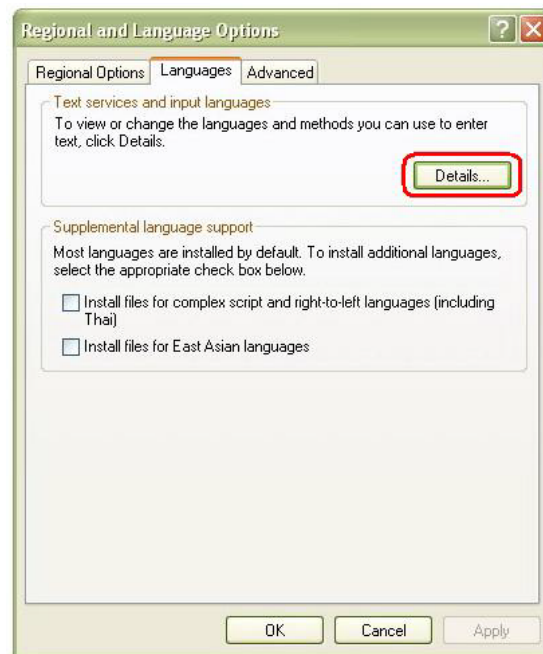 Regional and Language Options
Regional Options Languages Advanced
Text services and input languages
To view or change the languages and methods you can use to enter
text, click Details.
Details...
Supplemental language support
Most languages are installed by default. To install additional languages,
select the appropriate check box below.
Install files for complex script and right-to-left languages (including
Thai)
Install files for East Asian languages
OK Cancel Apply